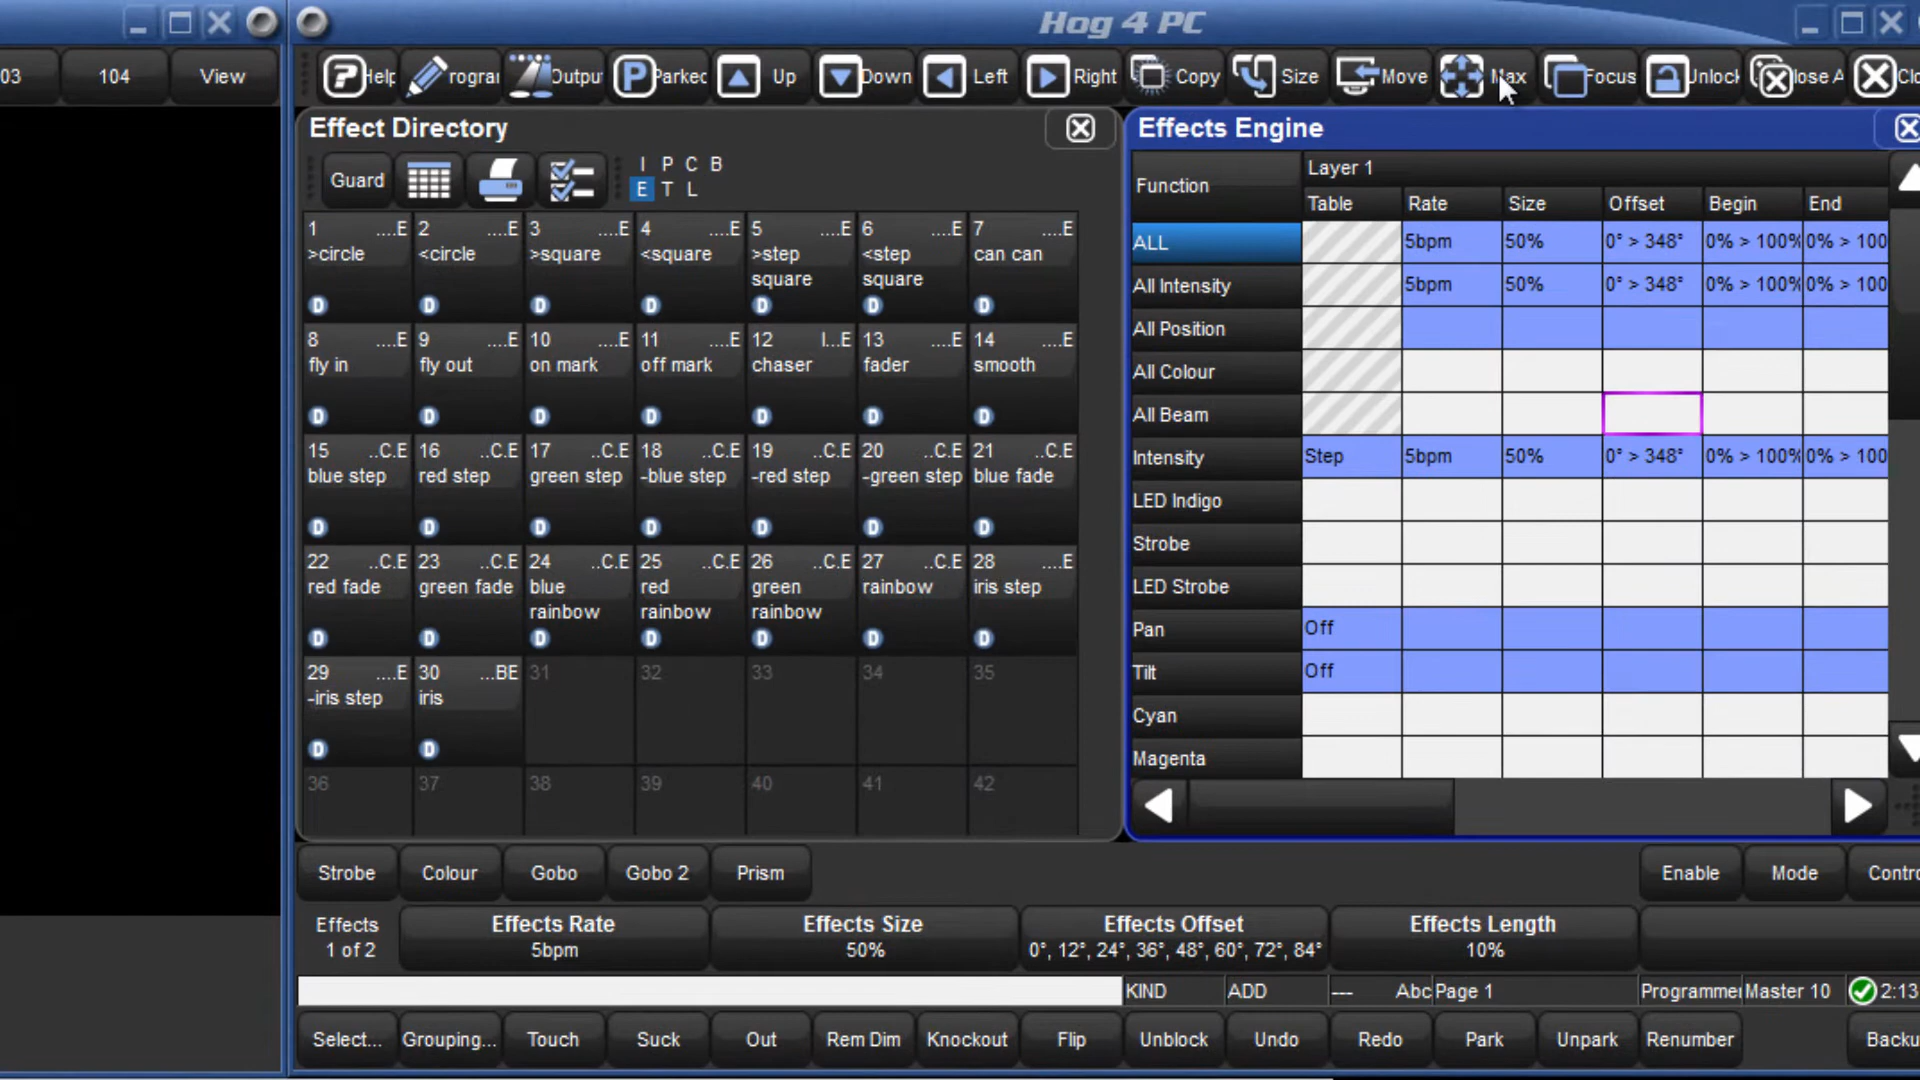 Hog 4 PC
03 104 View
Help Progra Outpu Parked Up Down Left Right Copy Size Move Max Focus Unlock lose A Clo
Effect Directory
Guard
I P C B
E T L
1 ....E 2 ....E 3 ....E 4 ....E 5 ....E 6 ....E 7 ....E
>circle <circle >square <square >step square <step square can can
D D D D D D D
8 ....E 9 ....E 10 ....E 11 ....E 12 I...E 13 ....E 14 ....E
fly in fly out on mark off mark chaser fader smooth
D D D D D D D
15 ..C.E 16 ..C.E 17 ..C.E 18 ..C.E 19 ..C.E 20 ..C.E 21 ..C.E
blue step red step green step -blue step -red step -green step blue fade
D D D D D D D
22 ..C.E 23 ..C.E 24 ..C.E 25 ..C.E 26 ..C.E 27 ..C.E 28 ....E
red fade green fade blue rainbow red rainbow green rainbow rainbow iris step
D D D D D D D
29 ....E 30 ...BE 31 32 33 34 35
-iris step iris
D D
36 37 38 39 40 41 42
Effects Engine
Function Layer 1
Table Rate Size Offset Begin End
ALL 5bpm 50% 0° > 348° 0% > 100% 0% > 100
All Intensity 5bpm 50% 0° > 348° 0% > 100% 0% > 100
All Position
All Colour
All Beam
Intensity Step 5bpm 50% 0° > 348° 0% > 100% 0% > 100
LED Indigo
Strobe
LED Strobe
Pan Off
Tilt Off
Cyan
Magenta
Strobe Colour Gobo Gobo 2 Prism Enable Mode Contro
Effects Effects Rate Effects Size Effects Offset Effects Length
1 of 2 5bpm 50% 0°, 12°, 24°, 36°, 48°, 60°, 72°, 84° 10%
KIND ADD --- Abc Page 1 Programmer Master 10 2:13
Select... Grouping... Touch Suck Out Rem Dim Knockout Flip Unblock Undo Redo Park Unpark Renumber Backu